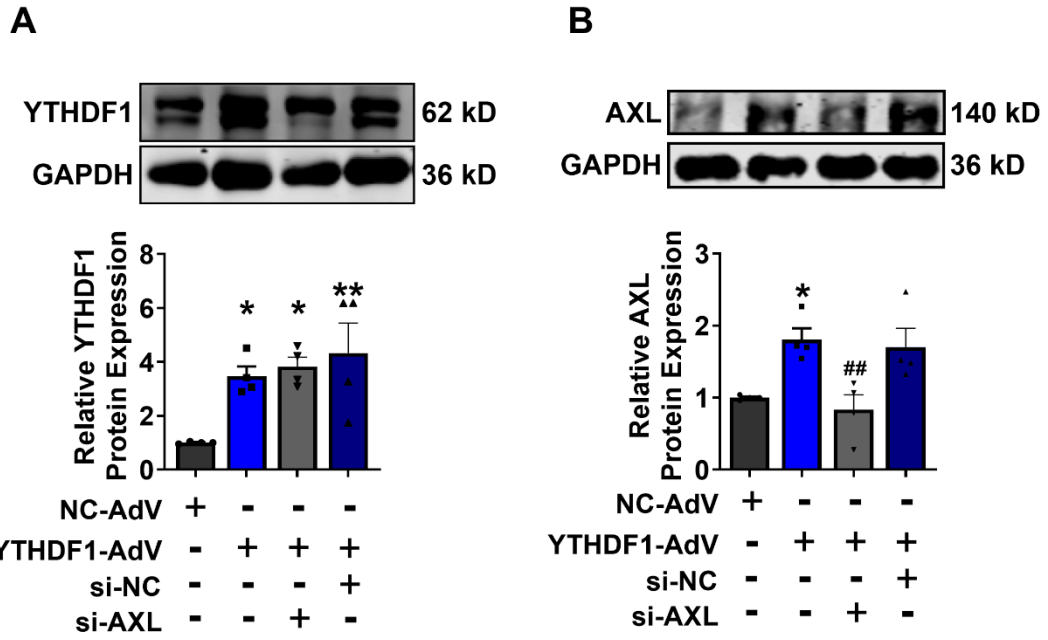 A
YTHDF1 62 kD
GAPDH 36 kD
Relative YTHDF1
Protein Expression
8
6
4
2
0
* * **
NC-AdV + - - -
YTHDF1-AdV - + + +
si-NC - - - +
si-AXL - - + -
B
AXL 140 kD
GAPDH 36 kD
Relative AXL
Protein Expression
3
2
1
0
* ##
NC-AdV + - - -
YTHDF1-AdV - + + +
si-NC - - - +
si-AXL - - + -